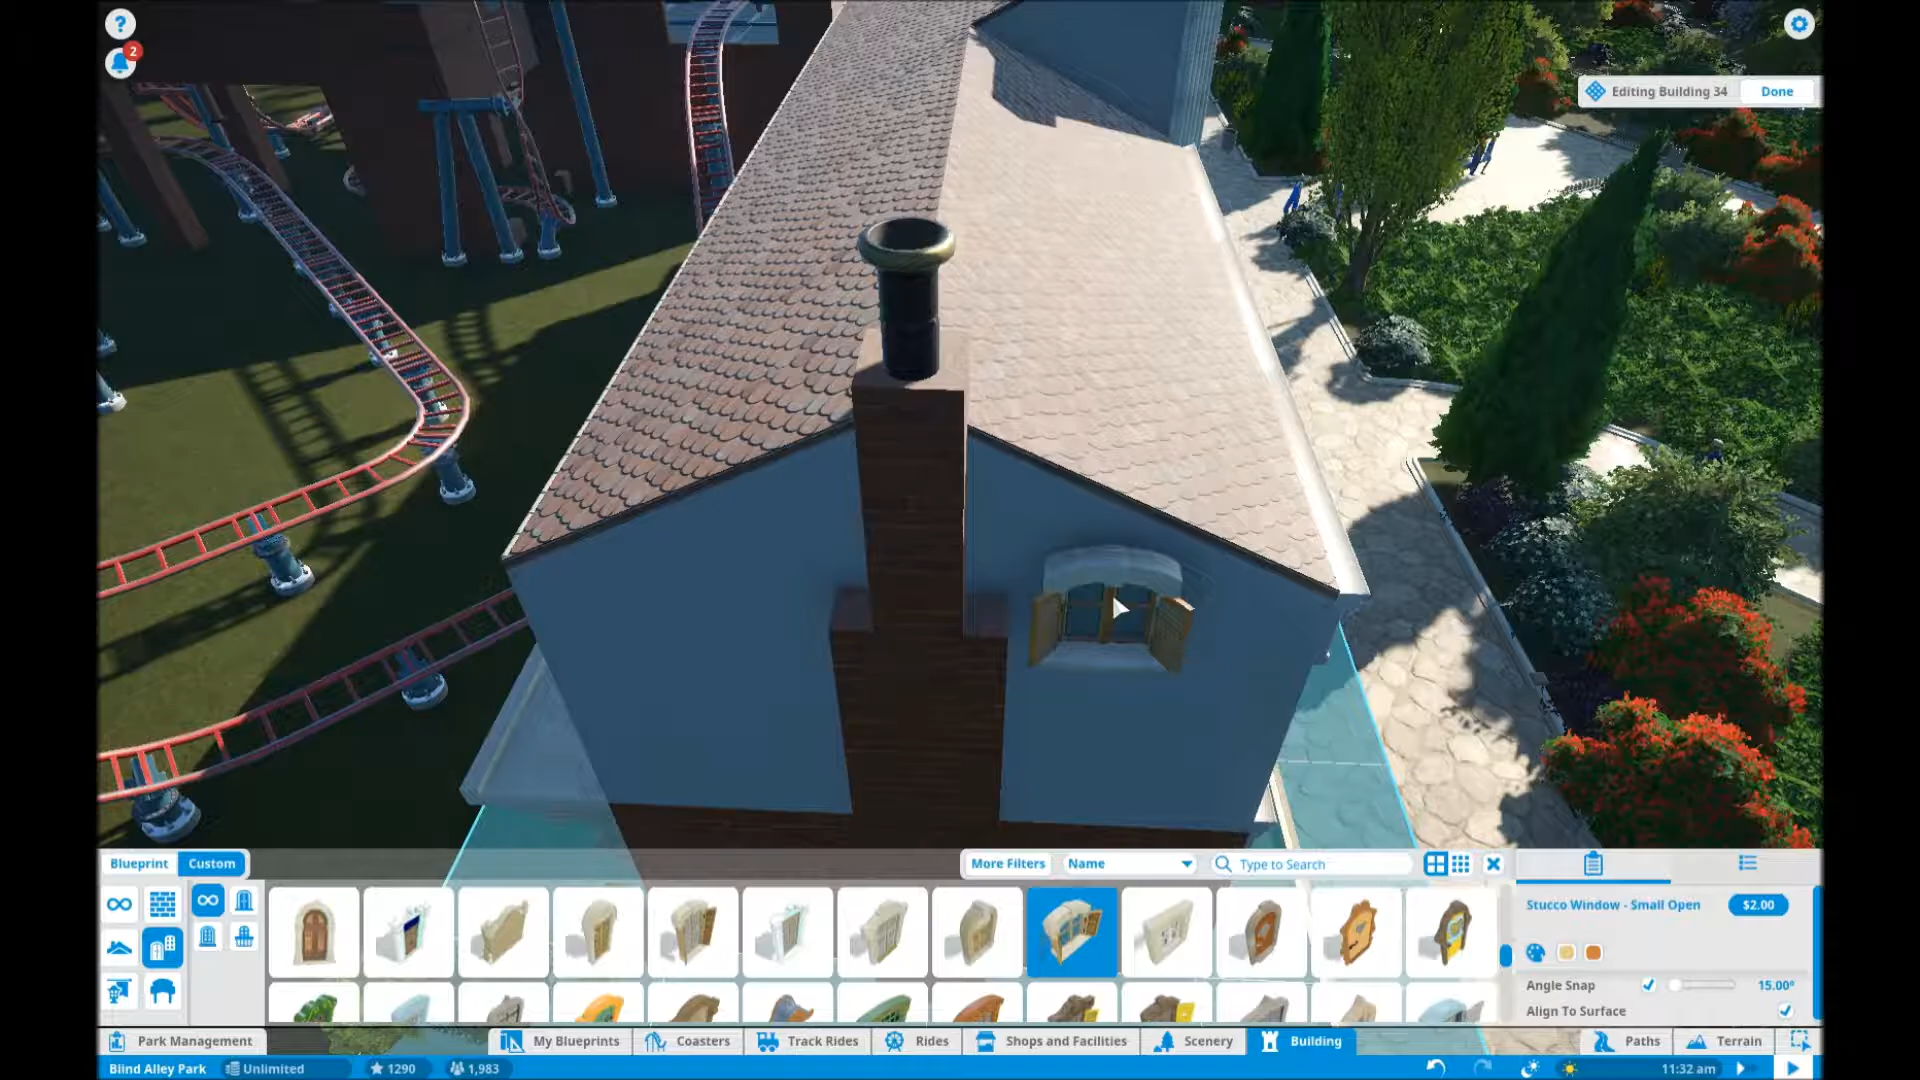 ?
2
Editing Building 34 Done
Blueprint Custom
More Filters Name Type to Search
Stucco Window - Small Open $2.00
Angle Snap 15.00°
Align To Surface
Park Management My Blueprints Coasters Track Rides Rides Shops and Facilities Scenery Building Paths Terrain
Blind Alley Park Unlimited 1290 1,983 11:32 am